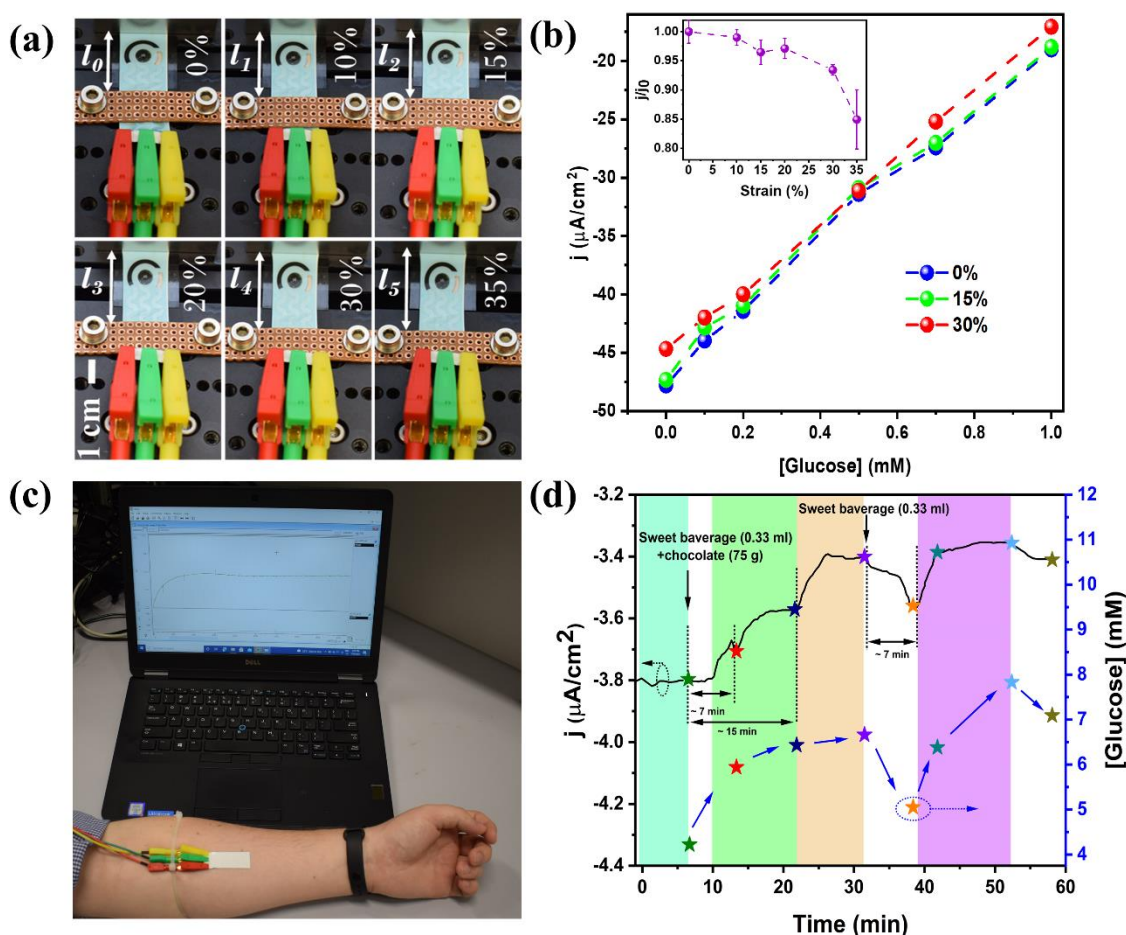 (a)
l0
0%
l1
10%
l2
15%
l3
20%
l4
30%
l5
35%
1 cm
(b)
j (μA/cm²)
-20
-25
-30
-35
-40
-45
-50
0.0
0.2
0.4
0.6
0.8
1.0
[Glucose] (mM)
0%
15%
30%
j/j0
1.00
0.95
0.90
0.85
0.80
0
5
10
15
20
25
30
35
Strain (%)
(c)
DELL
(d)
j (μA/cm²)
-3.2
-3.4
-3.6
-3.8
-4.0
-4.2
-4.4
Sweet baverage (0.33 ml)
+chocolate (75 g)
Sweet baverage (0.33 ml)
~ 7 min
~ 15 min
~ 7 min
12
11
10
9
8
7
6
5
4
[Glucose] (mM)
0
10
20
30
40
50
60
Time (min)